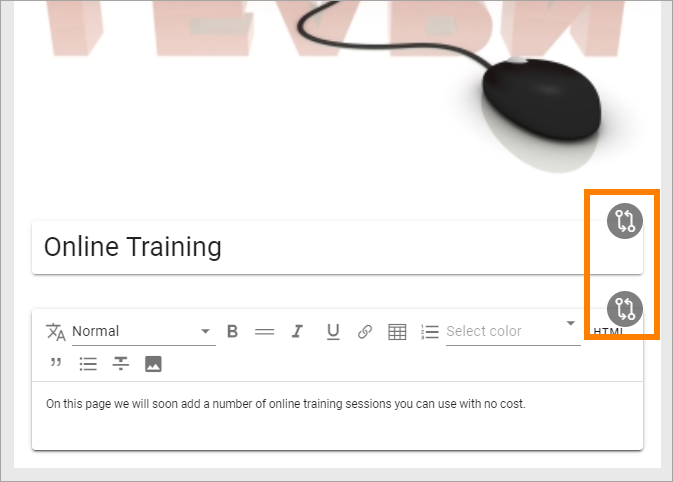 Online Training
Normal B I U Select color HTML
On this page we will soon add a number of online training sessions you can use with no cost.